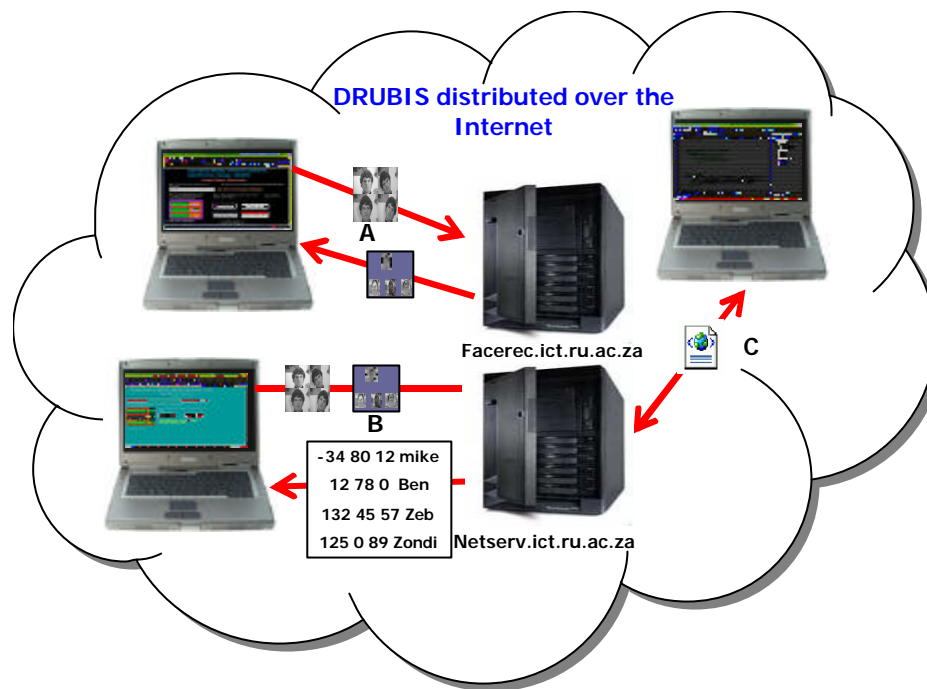 DRUBIS distributed over the
Internet
A
Facerec.ict.ru.ac.za
C
B
-34 80 12 mike
12 78 0 Ben
132 45 57 Zeb
125 0 89 Zondi
Netserv.ict.ru.ac.za